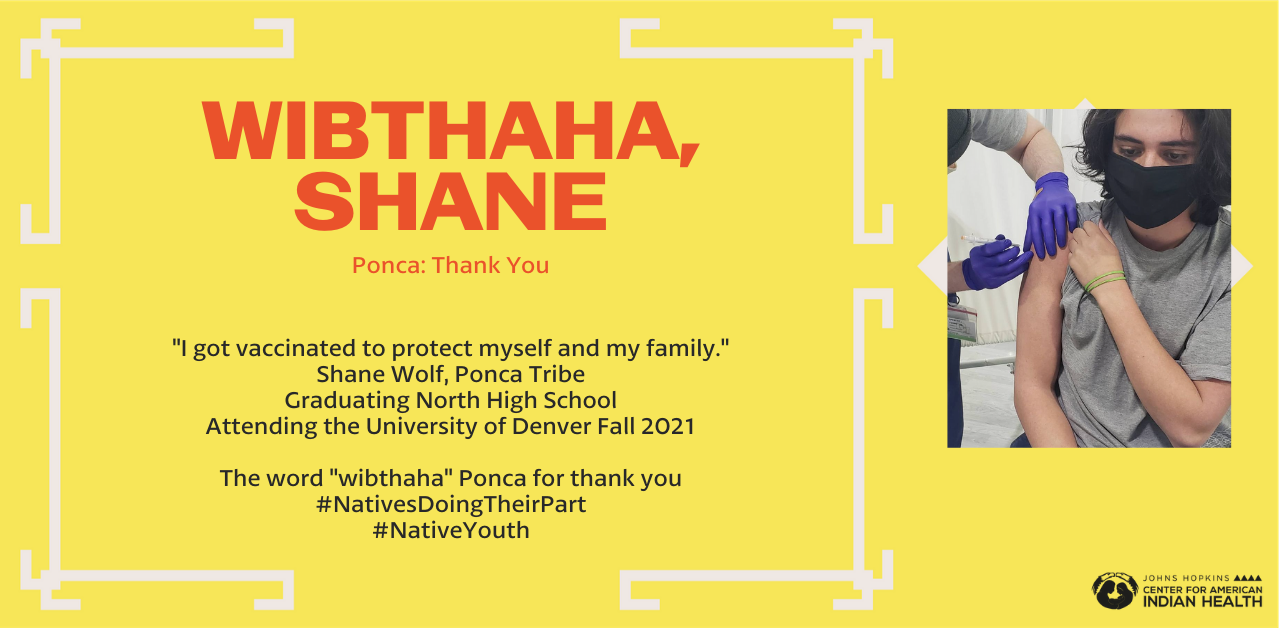 WIBTHAHA,
SHANE
Ponca: Thank You
"I got vaccinated to protect myself and my family."
Shane Wolf, Ponca Tribe
Graduating North High School
Attending the University of Denver Fall 2021
The word "wibthaha" Ponca for thank you
#NativesDoingTheirPart
#NativeYouth
JOHNS HOPKINS
CENTER FOR AMERICAN
INDIAN HEALTH